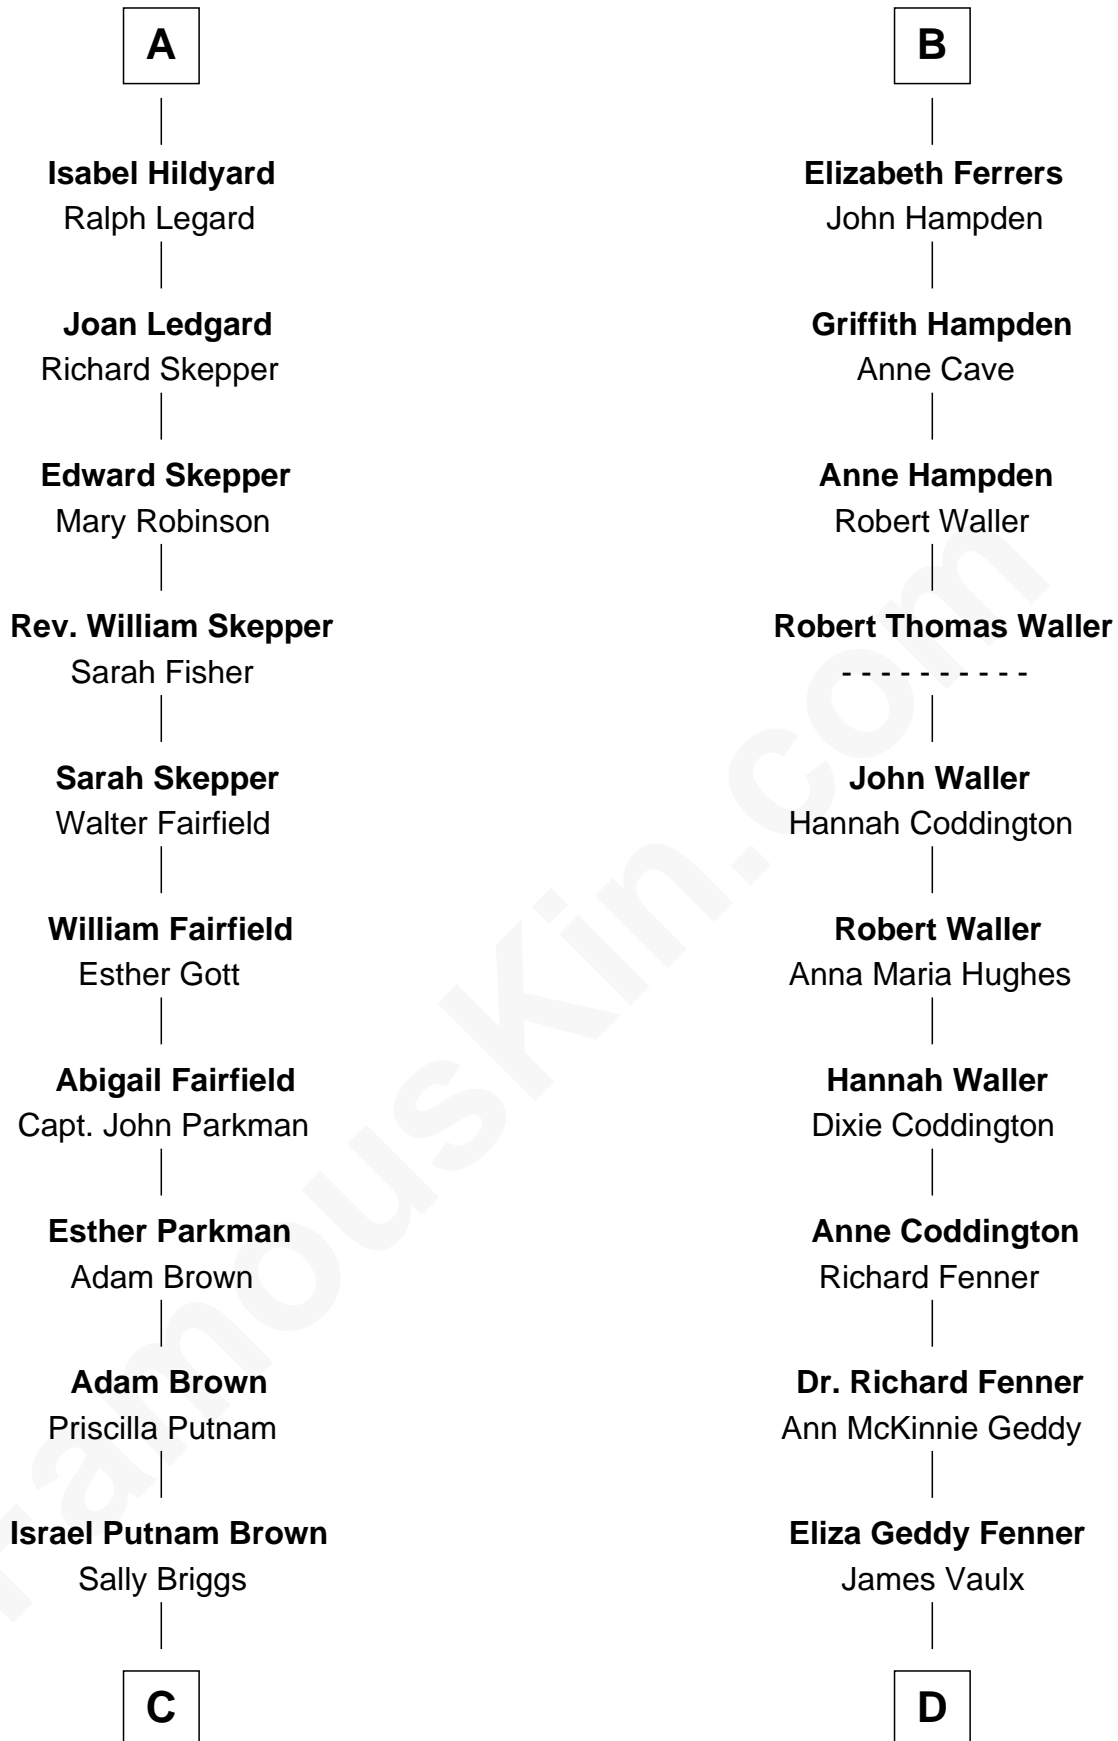 A
Isabel Hildyard
Ralph Legard
Joan Ledgard
Richard Skepper
Edward Skepper
Mary Robinson
Rev. William Skepper
Sarah Fisher
Sarah Skepper
Walter Fairfield
William Fairfield
Esther Gott
Abigail Fairfield
Capt. John Parkman
Esther Parkman
Adam Brown
Adam Brown
Priscilla Putnam
Israel Putnam Brown
Sally Briggs
C
B
Elizabeth Ferrers
John Hampden
Griffith Hampden
Anne Cave
Anne Hampden
Robert Waller
Robert Thomas Waller
- - - - - - - - - -
John Waller
Hannah Coddington
Robert Waller
Anna Maria Hughes
Hannah Waller
Dixie Coddington
Anne Coddington
Richard Fenner
Dr. Richard Fenner
Ann McKinnie Geddy
Eliza Geddy Fenner
James Vaulx
D
FamousKin.com